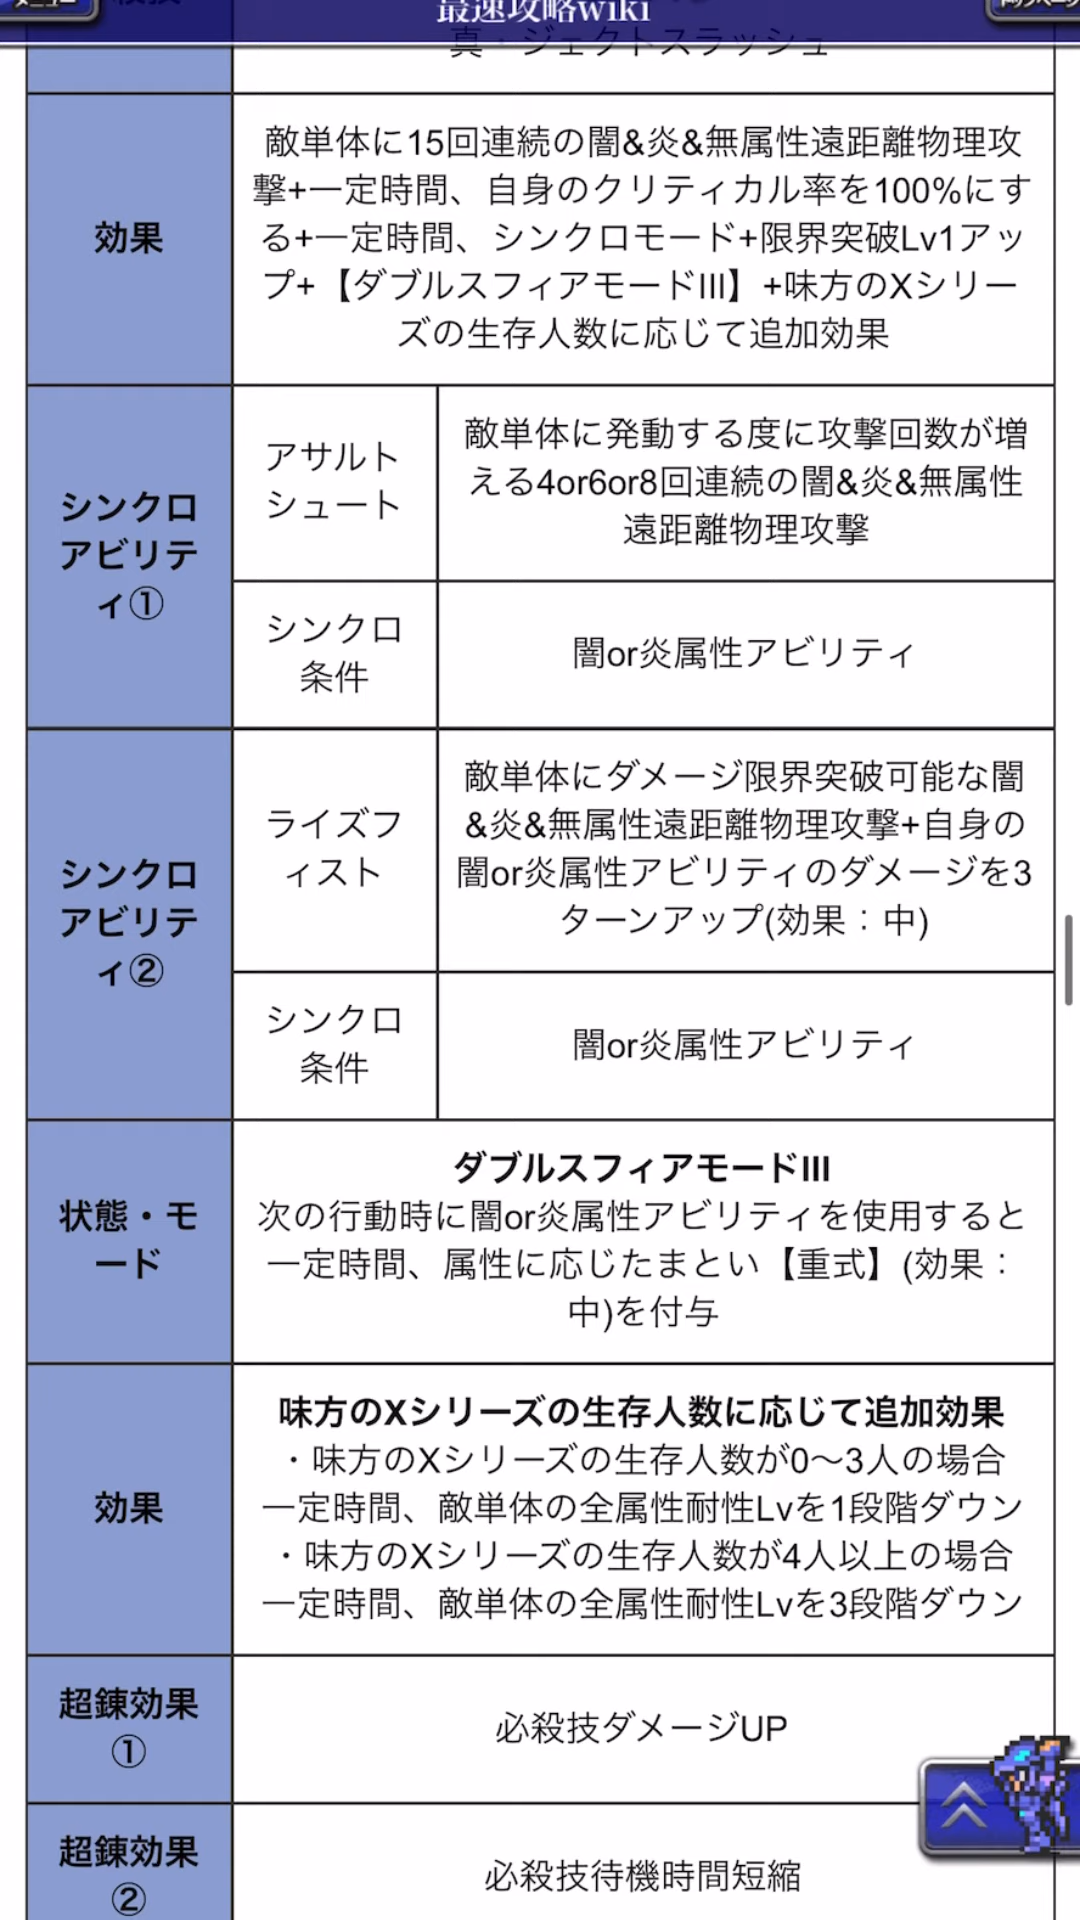 メニュー
最速攻略wiki
真・ジェクトスラッシュ
効果
敵単体に15回連続の闇&炎&無属性遠距離物理攻
撃+一定時間、自身のクリティカル率を100%にす
る+一定時間、シンクロモード+限界突破Lv1アッ
プ+【ダブルスフィアモードIII】+味方のXシリー
ズの生存人数に応じて追加効果
シンクロ
アビリテ
ィ①
アサルト
シュート
敵単体に発動する度に攻撃回数が増
える4or6or8回連続の闇&炎&無属性
遠距離物理攻撃
シンクロ
条件
闇or炎属性アビリティ
シンクロ
アビリテ
ィ②
ライズフ
ィスト
敵単体にダメージ限界突破可能な闇
&炎&無属性遠距離物理攻撃+自身の
闇or炎属性アビリティのダメージを3
ターンアップ(効果：中)
シンクロ
条件
闇or炎属性アビリティ
状態・モ
ード
ダブルスフィアモードIII
次の行動時に闇or炎属性アビリティを使用すると
一定時間、属性に応じたまとい【重式】(効果：
中)を付与
効果
味方のXシリーズの生存人数に応じて追加効果
・味方のXシリーズの生存人数が0〜3人の場合
一定時間、敵単体の全属性耐性Lvを1段階ダウン
・味方のXシリーズの生存人数が4人以上の場合
一定時間、敵単体の全属性耐性Lvを3段階ダウン
超錬効果
①
必殺技ダメージUP
超錬効果
②
必殺技待機時間短縮